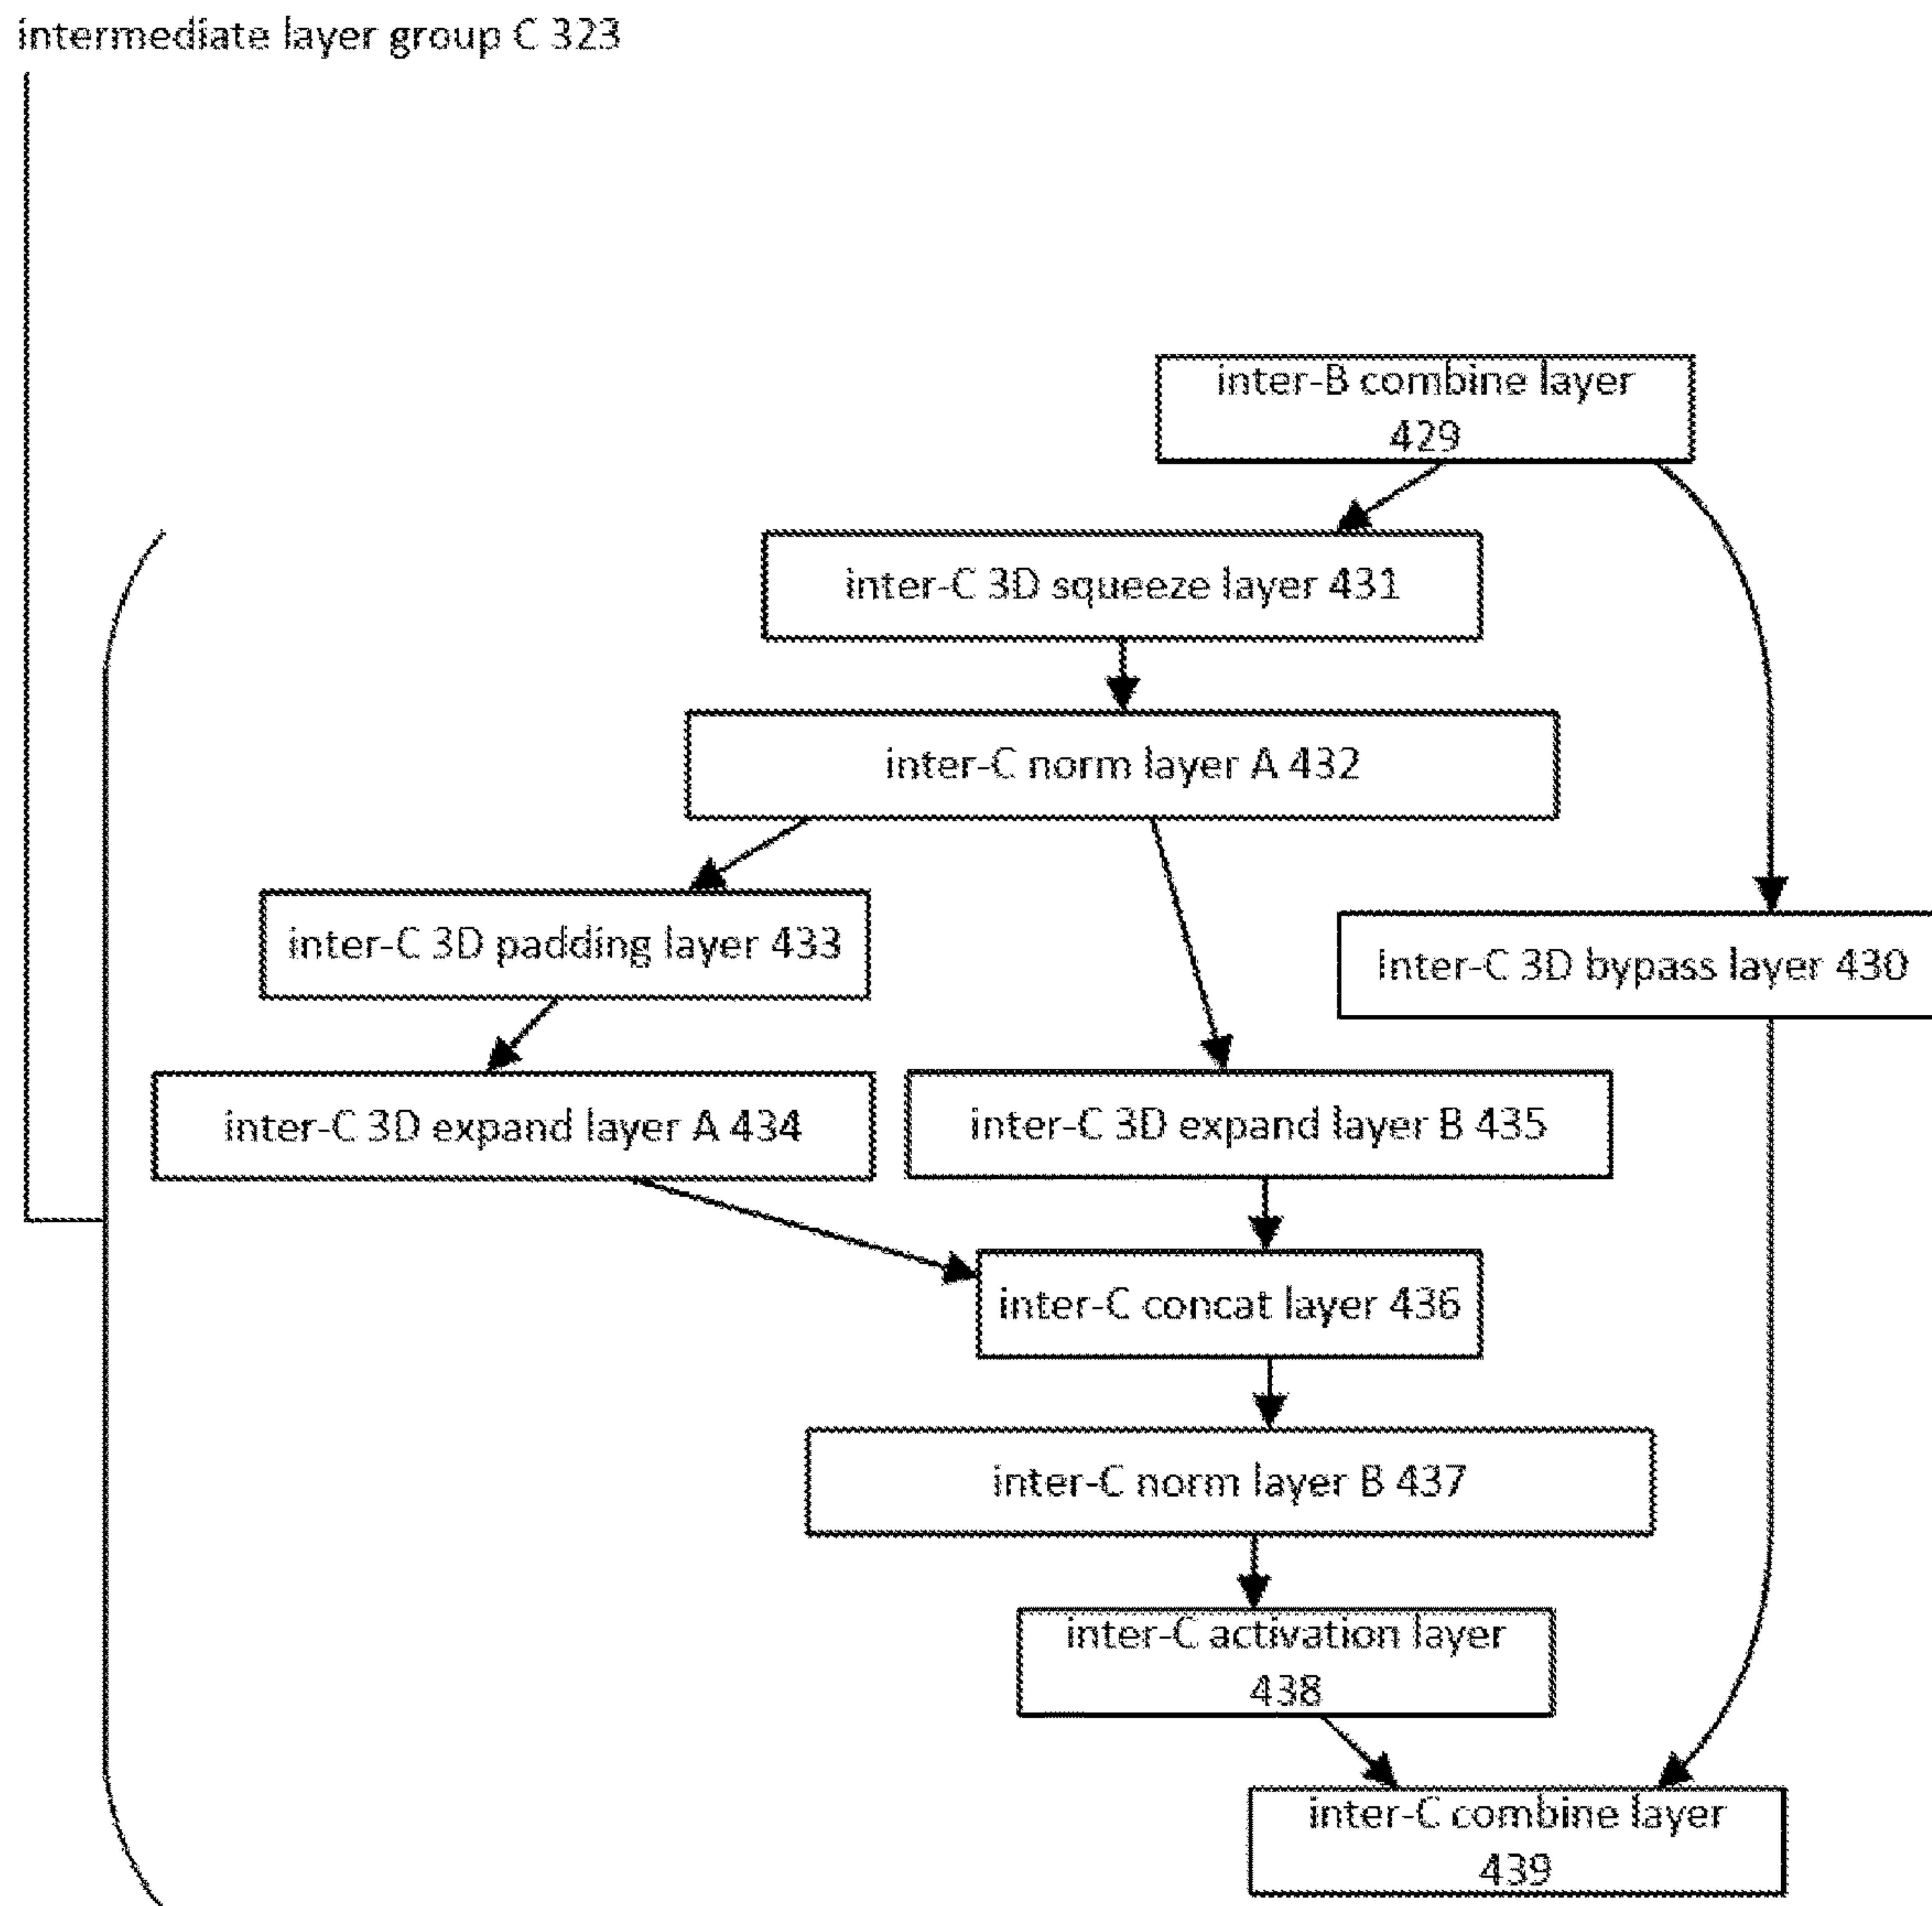 intermediate layer group C 323
inter-B combine layer
429
inter-C 3D squeeze layer 431
inter-C norm layer A 432
inter-C 3D padding layer 433
inter-C 3D bypass layer 430
inter-C 3D expand layer A 434
inter-C 3D expand layer B 435
inter-C concat layer 436
inter-C norm layer B 437
inter-C activation layer
438
inter-C combine layer
439